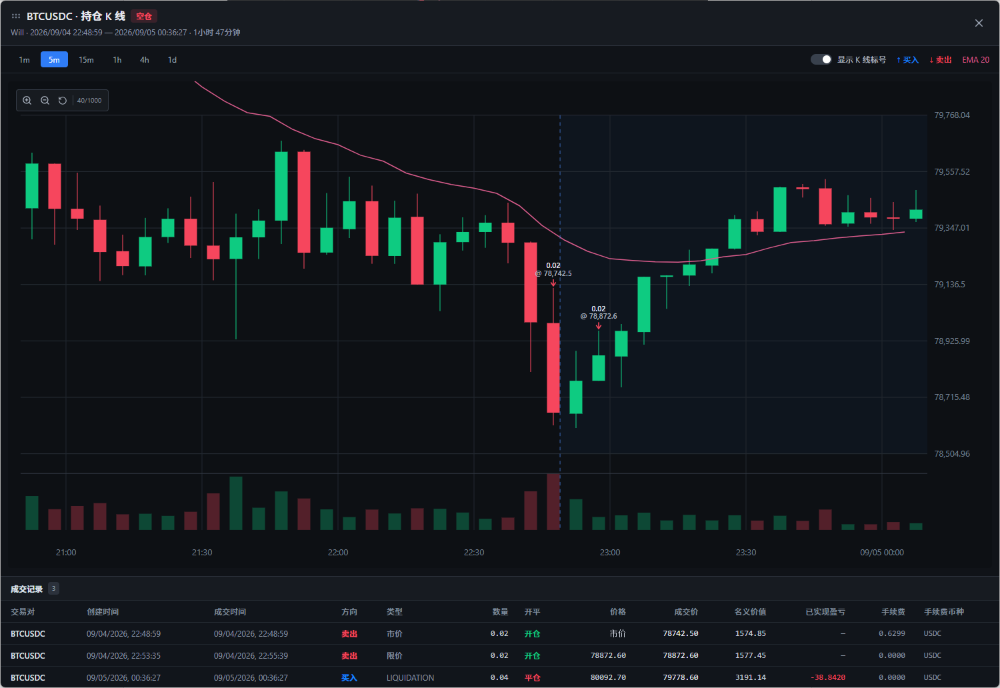 BTCUSDC · 持仓 K 线 空仓
Will · 2026/09/04 22:48:59 — 2026/09/05 00:36:27 · 1小时 47分钟
1m 5m 15m 1h 4h 1d 显示 K 线标号 ↑ 买入 ↓ 卖出 EMA 20
40/1000
79,768.04
79,557.52
79,347.01
0.02
@ 78,742.5
79,136.5
0.02
@ 78,872.6
78,925.99
78,715.48
78,504.96
21:00 21:30 22:00 22:30 23:00 23:30 09/05 00:00
成交记录 3
交易对 创建时间 成交时间 方向 类型 数量 开平 价格 成交价 名义价值 已实现盈亏 手续费 手续费币种
BTCUSDC 09/04/2026, 22:48:59 09/04/2026, 22:48:59 卖出 市价 0.02 开仓 市价 78742.50 1574.85 — 0.6299 USDC
BTCUSDC 09/04/2026, 22:53:35 09/04/2026, 22:55:39 卖出 限价 0.02 开仓 78872.60 78872.60 1577.45 — 0.0000 USDC
BTCUSDC 09/05/2026, 00:36:27 09/05/2026, 00:36:27 买入 LIQUIDATION 0.04 平仓 80092.70 79778.60 3191.14 -38.8420 0.0000 USDC